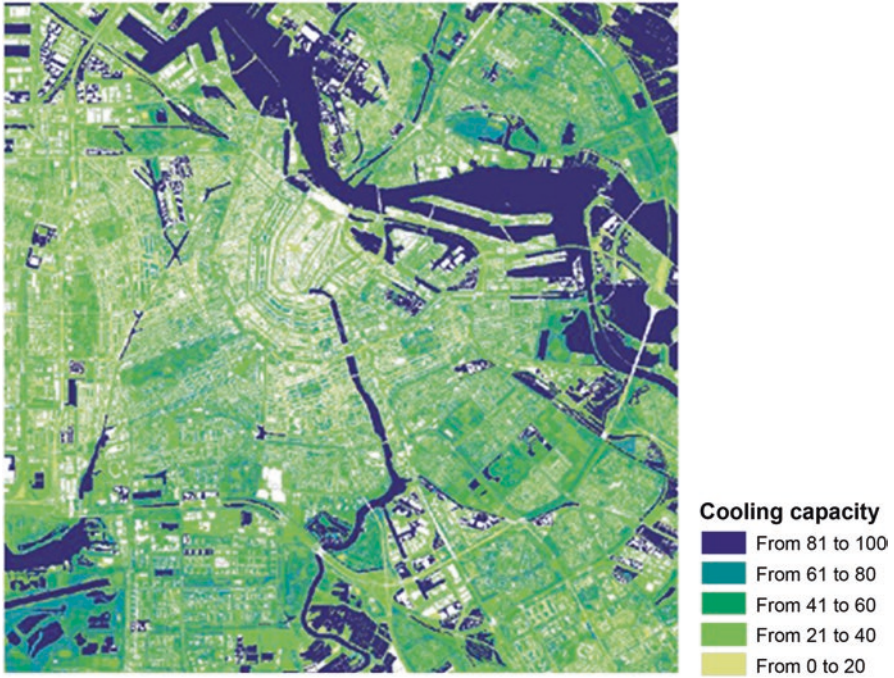 Cooling capacity
From 81 to 100
From 61 to 80
From 41 to 60
From 21 to 40
From 0 to 20